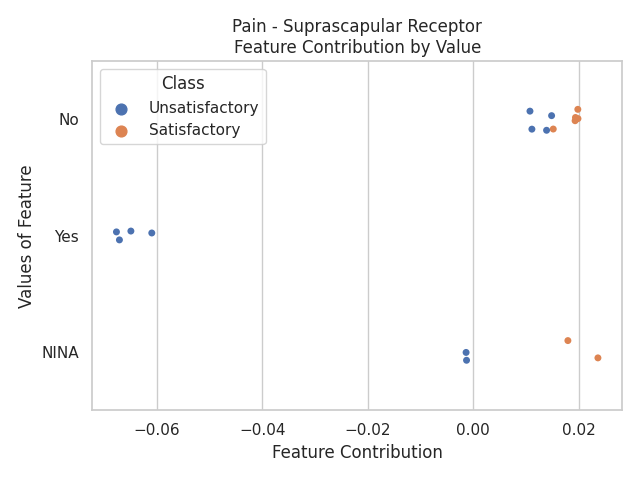 Pain - Suprascapular Receptor
Feature Contribution by Value
Class
Unsatisfactory
Satisfactory
No
Yes
NINA
Values of Feature
−0.06 −0.04 −0.02 0.00 0.02
Feature Contribution